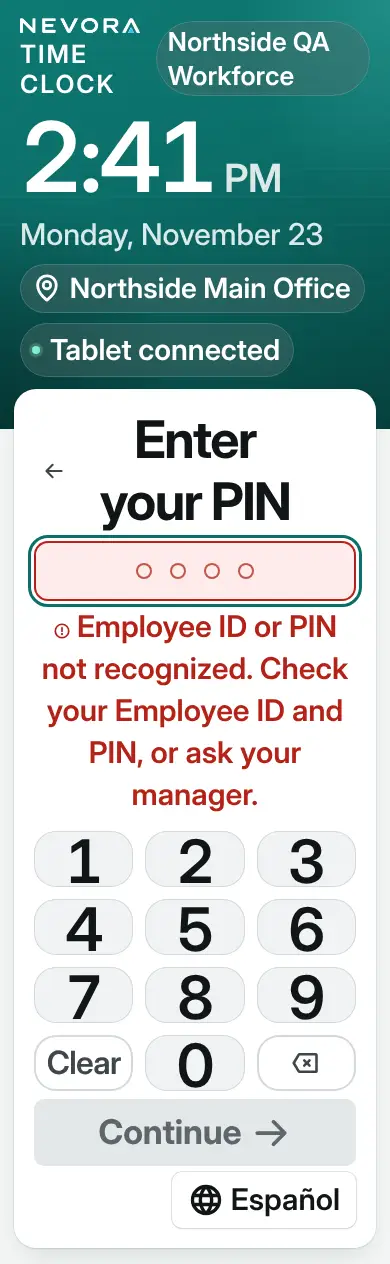 NEVORA
TIME
CLOCK
Northside QA
Workforce
2:41 PM
Monday, November 23
Northside Main Office
Tablet connected
Enter
your PIN
Employee ID or PIN
not recognized. Check
your Employee ID and
PIN, or ask your
manager.
1 2 3
4 5 6
7 8 9
Clear 0
Continue
Español